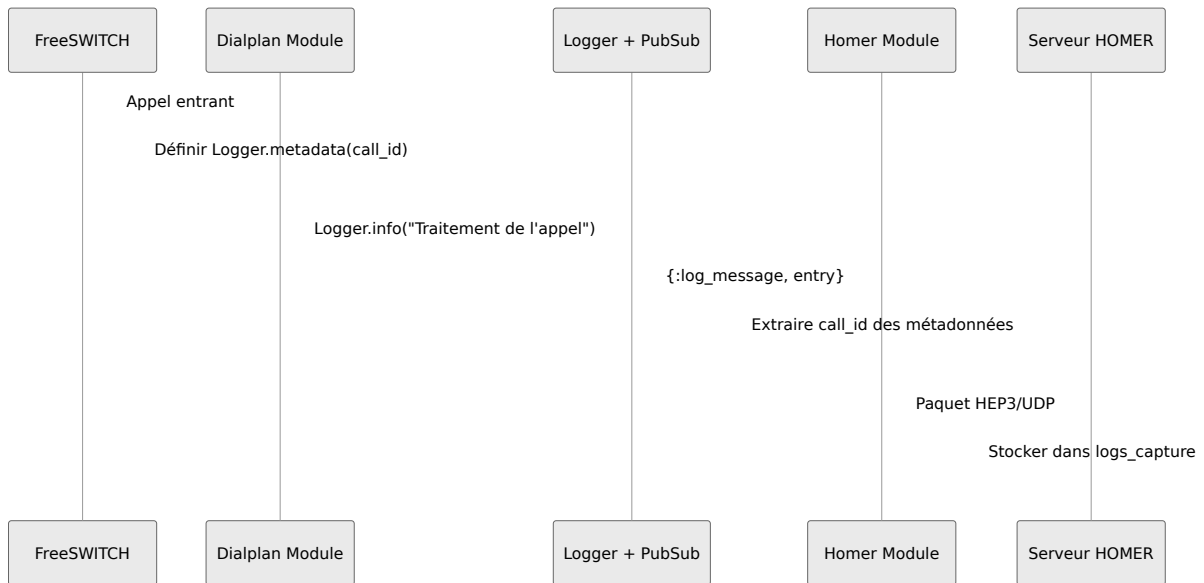 FreeSWITCH
Dialplan Module
Logger + PubSub
Homer Module
Serveur HOMER
Appel entrant
Définir Logger.metadata(call_id)
Logger.info("Traitement de l'appel")
{:log_message, entry}
Extraire call_id des métadonnées
Paquet HEP3/UDP
Stocker dans logs_capture
FreeSWITCH
Dialplan Module
Logger + PubSub
Homer Module
Serveur HOMER